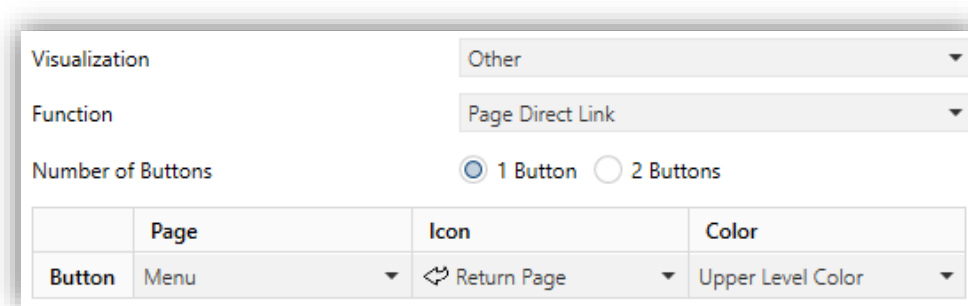 Visualization Other
Function Page Direct Link
Number of Buttons 1 Button 2 Buttons
Page Icon Color
Button Menu Return Page Upper Level Color